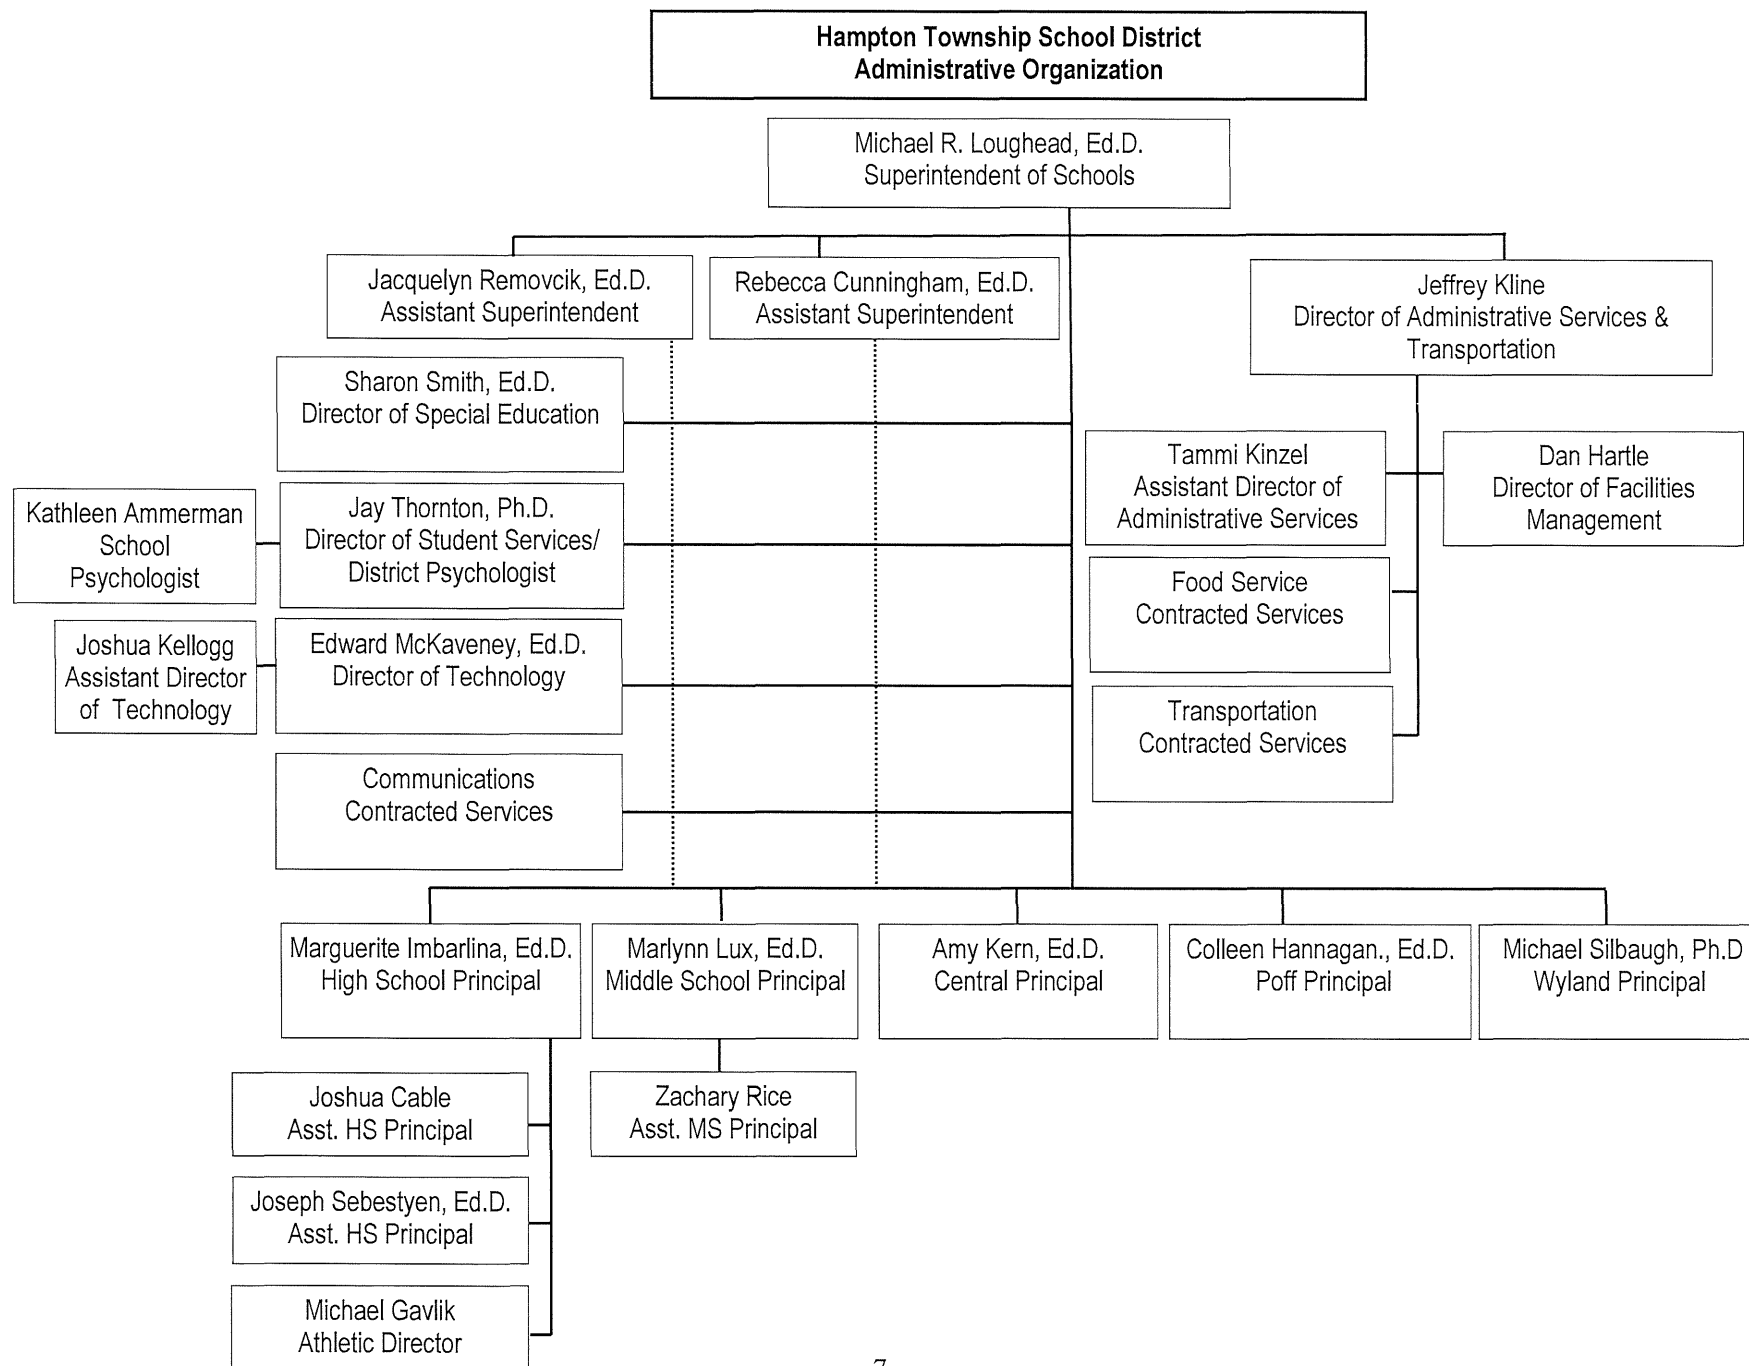 Hampton Township School District
Administrative Organization
Michael R. Loughead, Ed.D.
Superintendent of Schools
Jacquelyn Removcik, Ed.D.
Assistant Superintendent
Rebecca Cunningham, Ed.D.
Assistant Superintendent
Jeffrey Kline
Director of Administrative Services &
Transportation
Sharon Smith, Ed.D.
Director of Special Education
Tammi Kinzel
Assistant Director of
Administrative Services
Dan Hartle
Director of Facilities
Management
Kathleen Ammerman
School
Psychologist
Jay Thornton, Ph.D.
Director of Student Services/
District Psychologist
Food Service
Contracted Services
Joshua Kellogg
Assistant Director
of Technology
Edward McKaveney, Ed.D.
Director of Technology
Transportation
Contracted Services
Communications
Contracted Services
Marguerite Imbarlina, Ed.D.
High School Principal
Marlynn Lux, Ed.D.
Middle School Principal
Amy Kern, Ed.D.
Central Principal
Colleen Hannagan., Ed.D.
Poff Principal
Michael Silbaugh, Ph.D
Wyland Principal
Joshua Cable
Asst. HS Principal
Zachary Rice
Asst. MS Principal
Joseph Sebestyen, Ed.D.
Asst. HS Principal
Michael Gavlik
Athletic Director
7